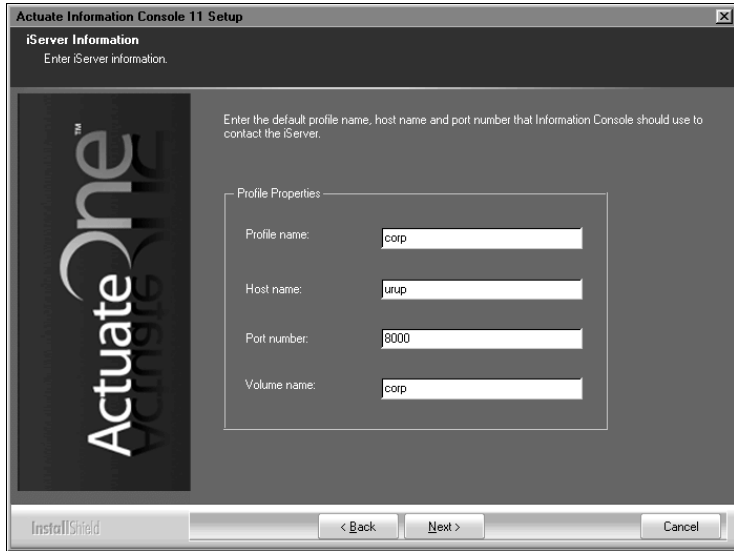 Actuate Information Console 11 Setup
iServer Information
Enter iServer information.
ActuateOne™
Enter the default profile name, host name and port number that Information Console should use to
contact the iServer.
Profile Properties
Profile name:
corp
Host name:
urup
Port number:
8000
Volume name:
corp
InstallShield
< Back
Next >
Cancel